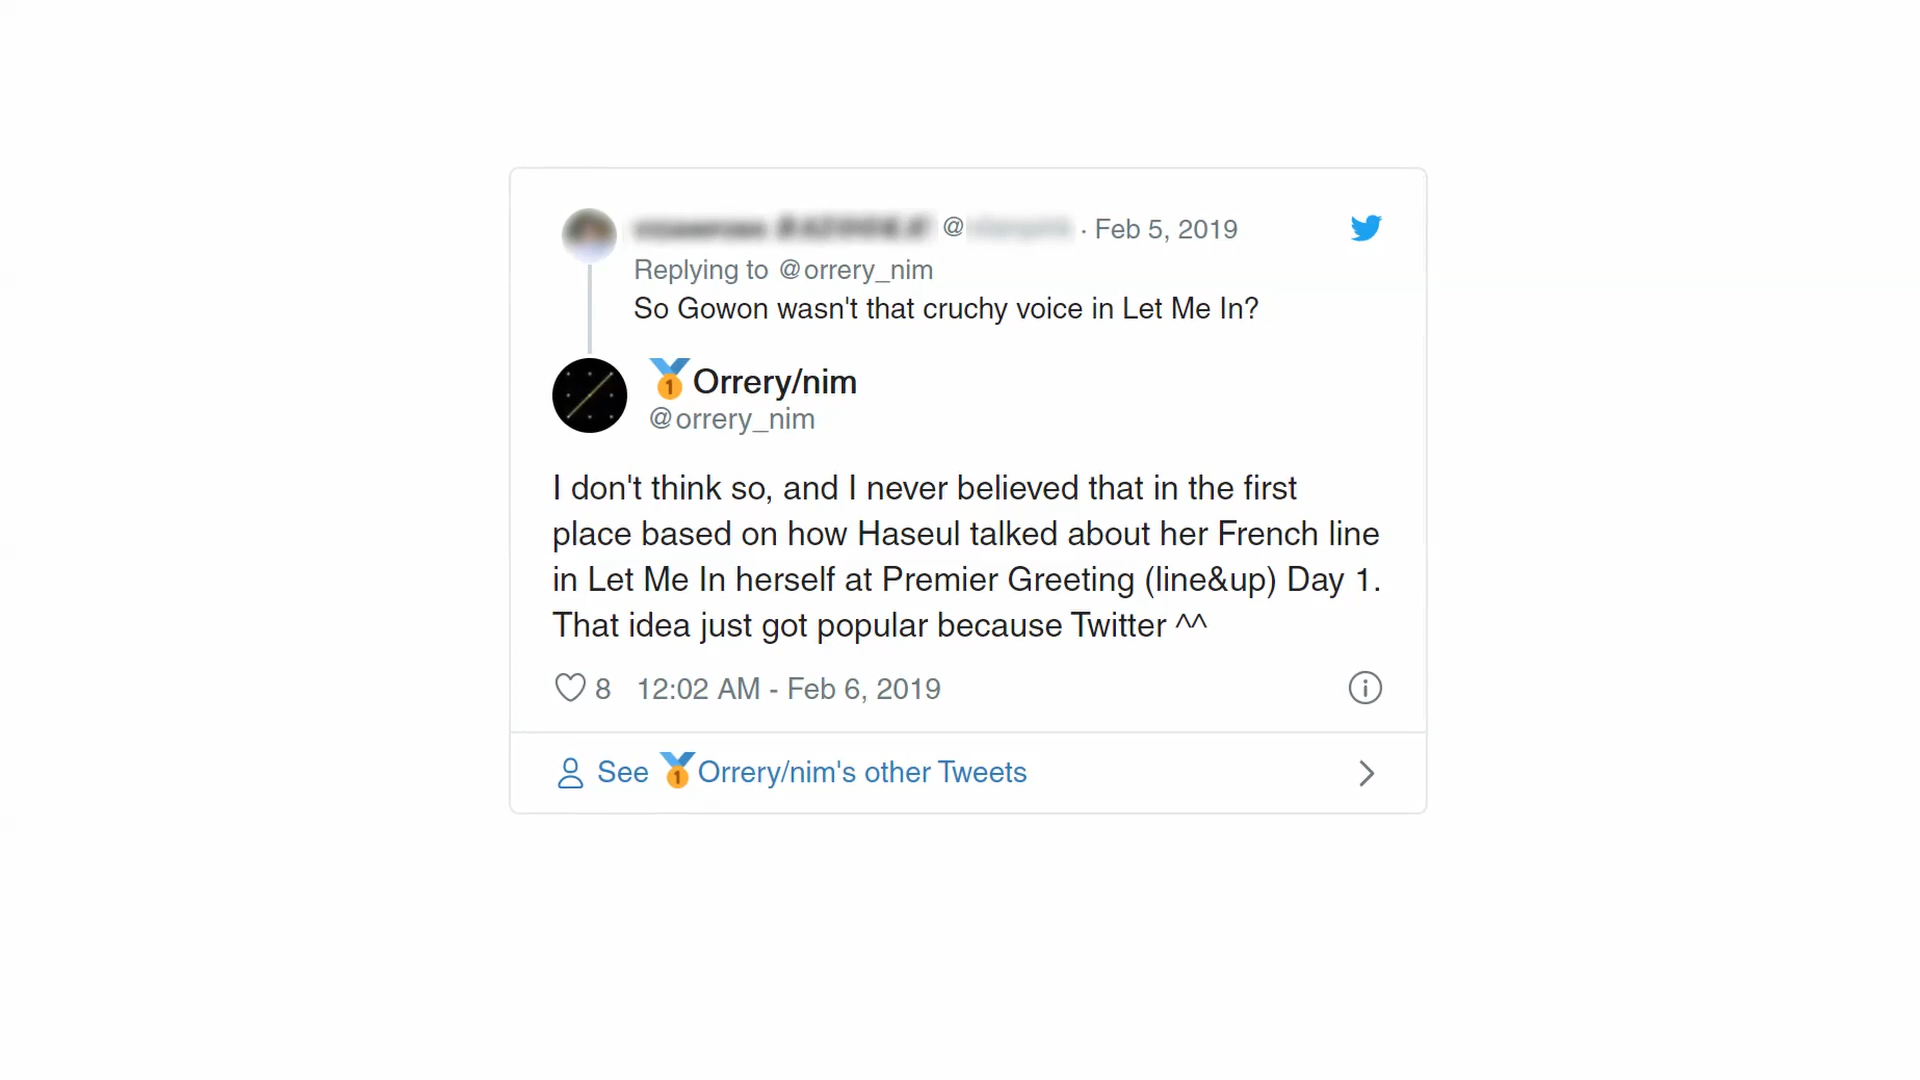 @ · Feb 5, 2019
Replying to @orrery_nim
So Gowon wasn't that cruchy voice in Let Me In?
🏅Orrery/nim
@orrery_nim
I don't think so, and I never believed that in the first
place based on how Haseul talked about her French line
in Let Me In herself at Premier Greeting (line&up) Day 1.
That idea just got popular because Twitter ^^
8 12:02 AM - Feb 6, 2019
See 🥇Orrery/nim's other Tweets